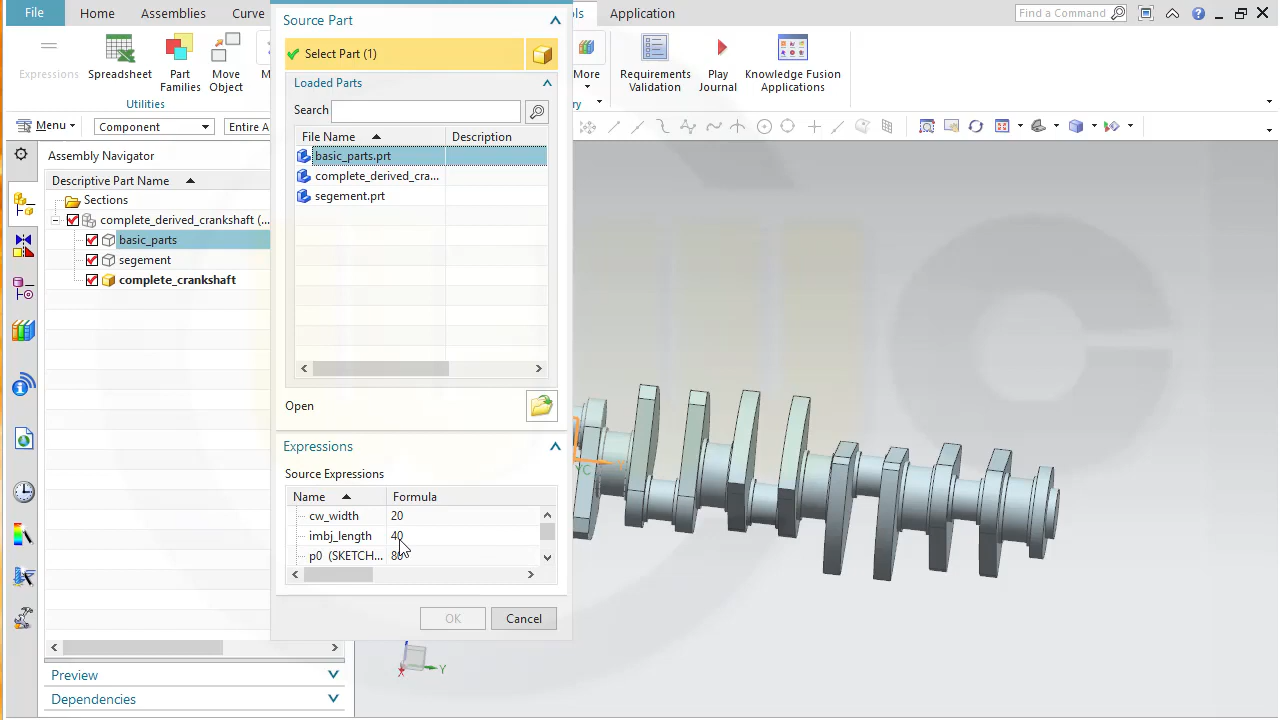 File
Home
Assemblies
Curve
Application
Find a Command
Expressions
Spreadsheet
Part
Families
Move
Object
More
Requirements
Validation
Play
Journal
Knowledge Fusion
Applications
Utilities
Menu
Component
Entire A
Source Part
Select Part (1)
Loaded Parts
Search
File Name
Description
basic_parts.prt
complete_derived_cra...
segement.prt
Open
Expressions
Source Expressions
Name
Formula
cw_width
20
imbj_length
40
p0 (SKETCH...
OK
Cancel
Assembly Navigator
Descriptive Part Name
Sections
complete_derived_crankshaft (...
basic_parts
segement
complete_crankshaft
Preview
Dependencies
YC
X
Y